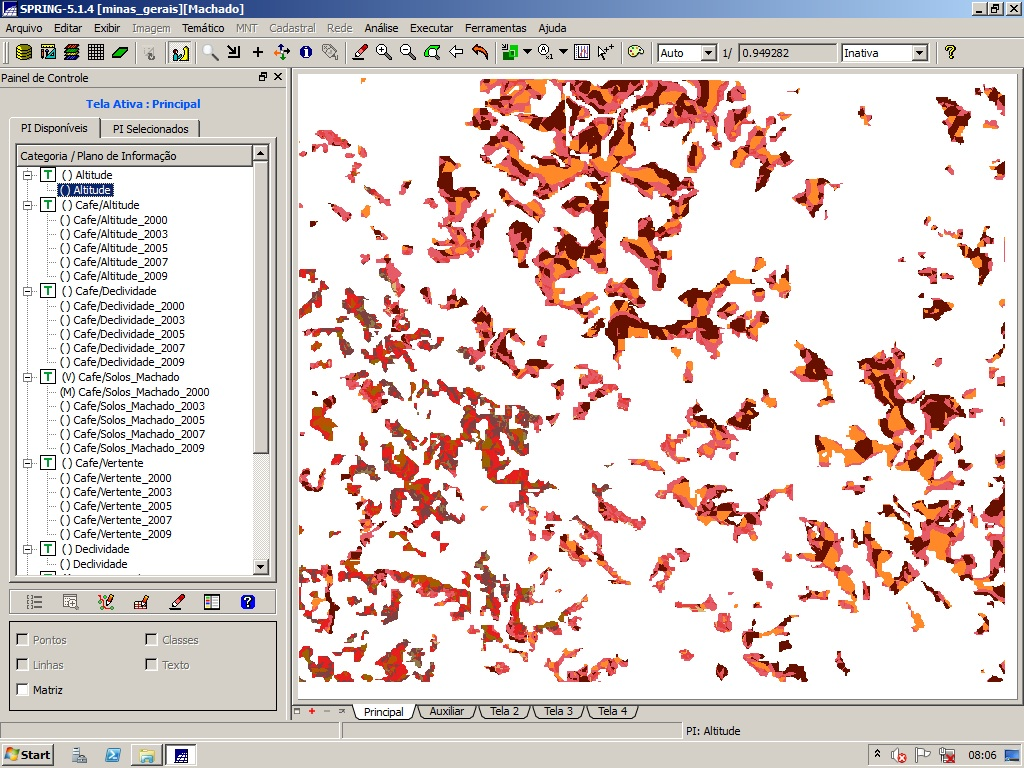 SPRING-5.1.4 [minas_gerais][Machado]
Arquivo Editar Exibir Imagem Temático MNT Cadastral Rede Análise Executar Ferramentas Ajuda
Auto 1/ 0.949282 Inativa
Painel de Controle
Tela Ativa : Principal
PI Disponíveis PI Selecionados
Categoria / Plano de Informação
T () Altitude
() Altitude
T () Cafe/Altitude
() Cafe/Altitude_2000
() Cafe/Altitude_2003
() Cafe/Altitude_2005
() Cafe/Altitude_2007
() Cafe/Altitude_2009
T () Cafe/Declividade
() Cafe/Declividade_2000
() Cafe/Declividade_2003
() Cafe/Declividade_2005
() Cafe/Declividade_2007
() Cafe/Declividade_2009
T (V) Cafe/Solos_Machado
(M) Cafe/Solos_Machado_2000
() Cafe/Solos_Machado_2003
() Cafe/Solos_Machado_2005
() Cafe/Solos_Machado_2007
() Cafe/Solos_Machado_2009
T () Cafe/Vertente
() Cafe/Vertente_2000
() Cafe/Vertente_2003
() Cafe/Vertente_2005
() Cafe/Vertente_2007
() Cafe/Vertente_2009
T () Declividade
() Declividade
Pontos Classes
Linhas Texto
Matriz
Principal Auxiliar Tela 2 Tela 3 Tela 4
PI: Altitude
Start 08:06